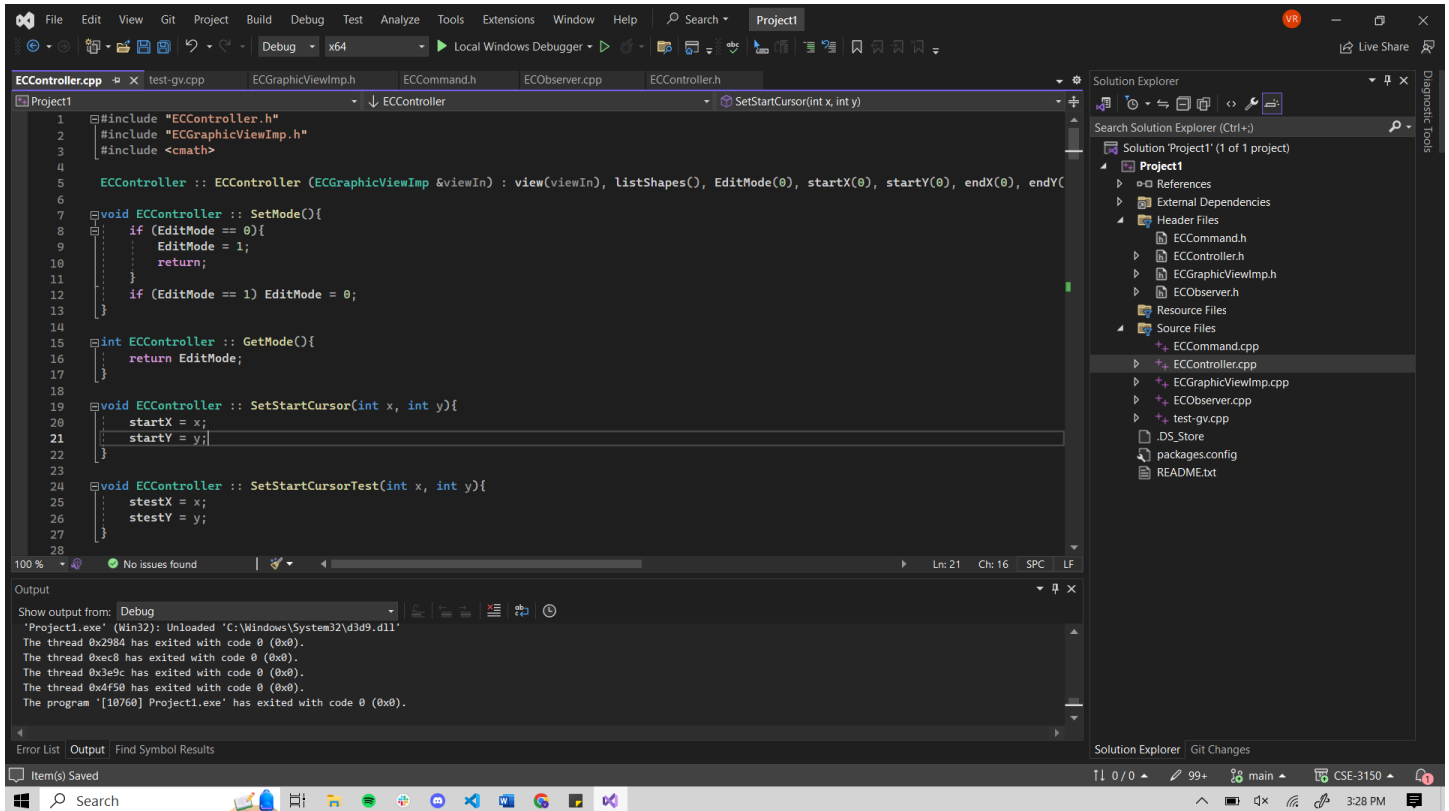 File Edit View Git Project Build Debug Test Analyze Tools Extensions Window Help Search Project1 VR
Debug x64 Local Windows Debugger Live Share
ECController.cpp test-gv.cpp ECGraphicViewImp.h ECCommand.h ECObserver.cpp ECController.h
Project1 ECController SetStartCursor(int x, int y)
1 #include "ECController.h"
2 #include "ECGraphicViewImp.h"
3 #include <cmath>
4
5 ECController :: ECController (ECGraphicViewImp &viewIn) : view(viewIn), listShapes(), EditMode(0), startX(0), startY(0), endX(0), endY(
6
7 void ECController :: SetMode(){
8 if (EditMode == 0){
9 EditMode = 1;
10 return;
11 }
12 if (EditMode == 1) EditMode = 0;
13 }
14
15 int ECController :: GetMode(){
16 return EditMode;
17 }
18
19 void ECController :: SetStartCursor(int x, int y){
20 startX = x;
21 startY = y;
22 }
23
24 void ECController :: SetStartCursorTest(int x, int y){
25 stestX = x;
26 stestY = y;
27 }
28
100 % No issues found Ln: 21 Ch: 16 SPC LF
Output
Show output from: Debug
'Project1.exe' (Win32): Unloaded 'C:\Windows\System32\d3d9.dll'
The thread 0x2984 has exited with code 0 (0x0).
The thread 0xec8 has exited with code 0 (0x0).
The thread 0x3e9c has exited with code 0 (0x0).
The thread 0x4f50 has exited with code 0 (0x0).
The program '[10760] Project1.exe' has exited with code 0 (0x0).
Error List Output Find Symbol Results
Solution Explorer
Search Solution Explorer (Ctrl+;)
Solution 'Project1' (1 of 1 project)
Project1
References
External Dependencies
Header Files
ECCommand.h
ECController.h
ECGraphicViewImp.h
ECObserver.h
Resource Files
Source Files
ECCommand.cpp
ECController.cpp
ECGraphicViewImp.cpp
ECObserver.cpp
test-gv.cpp
.DS_Store
packages.config
README.txt
Solution Explorer Git Changes
Diagnostic Tools
Item(s) Saved 0 / 0 99+ main CSE-3150 1
Search 3:28 PM